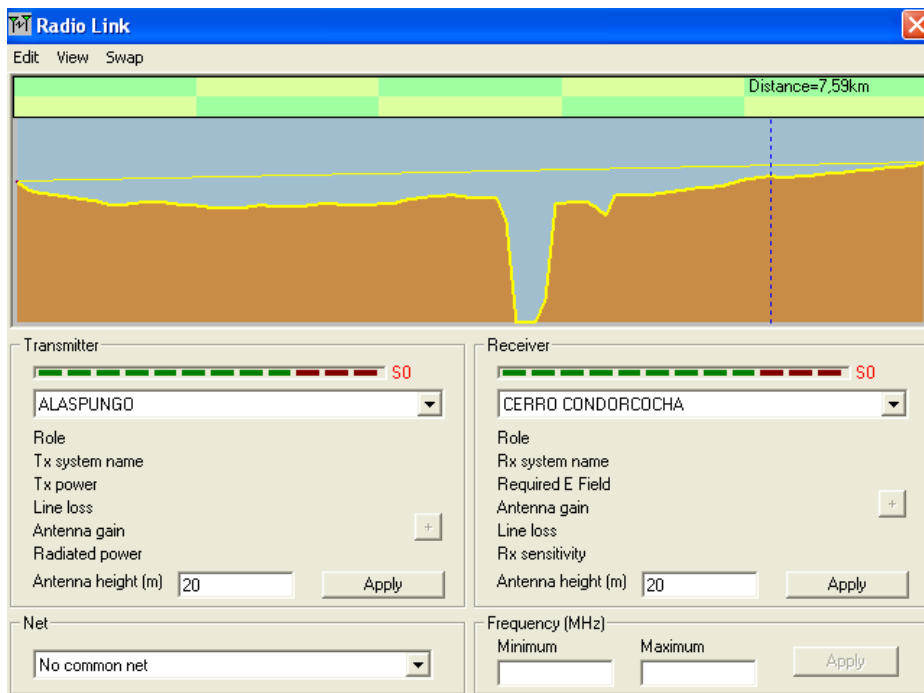 Radio Link
Edit View Swap
Distance=7,59km
Transmitter
S0
ALASPUNGO
Role
Tx system name
Tx power
Line loss
Antenna gain
+
Radiated power
Antenna height (m) 20 Apply
Receiver
S0
CERRO CONDORCOCHA
Role
Rx system name
Required E Field
Antenna gain
+
Line loss
Rx sensitivity
Antenna height (m) 20 Apply
Net
No common net
Frequency (MHz)
Minimum Maximum
Apply